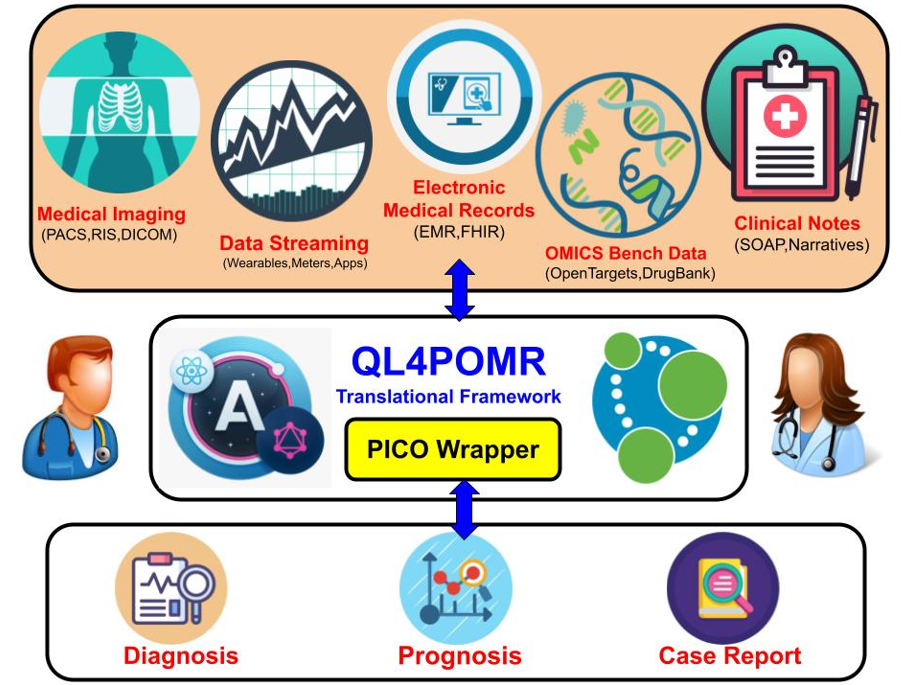 Medical Imaging
(PACS,RIS,DICOM)
Data Streaming
(Wearables,Meters,Apps)
Electronic
Medical Records
(EMR,FHIR)
OMICS Bench Data
(OpenTargets,DrugBank)
Clinical Notes
(SOAP,Narratives)
A
QL4POMR
Translational Framework
PICO Wrapper
Diagnosis
Prognosis
Case Report